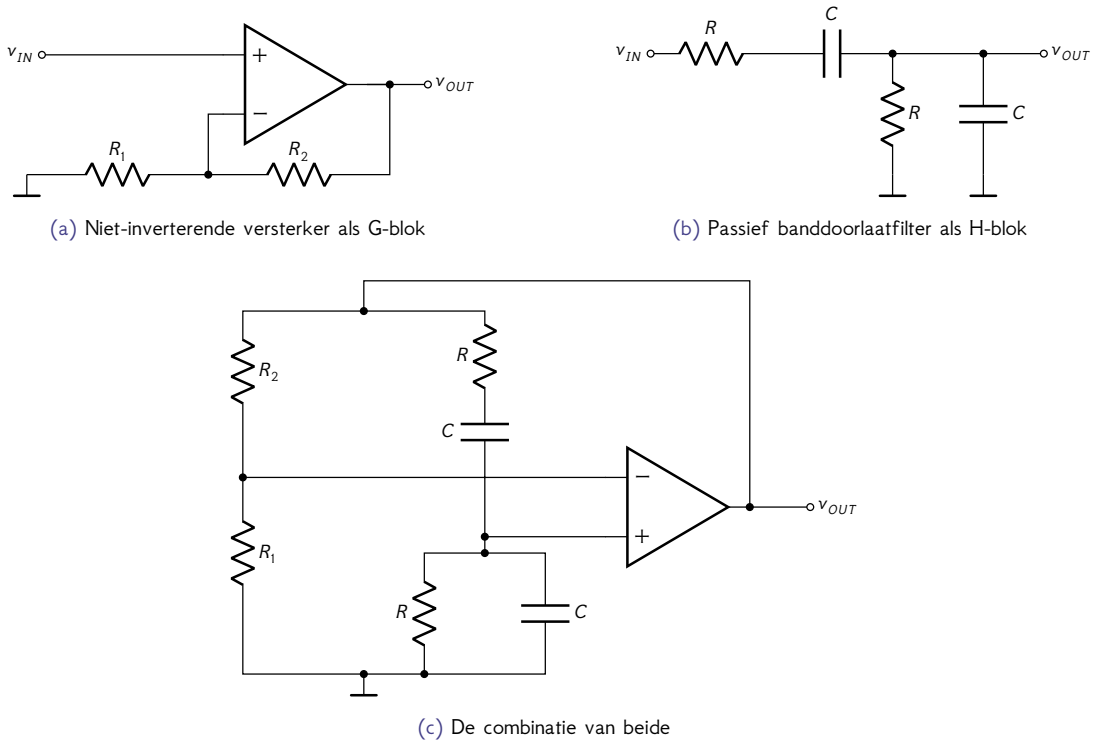 v_IN
+
−
v_OUT
R_1
R_2
(a) Niet-inverterende versterker als G-blok
v_IN
R
C
v_OUT
R
C
(b) Passief banddoorlaatfilter als H-blok
R_2
R
C
−
+
v_OUT
R_1
R
C
(c) De combinatie van beide